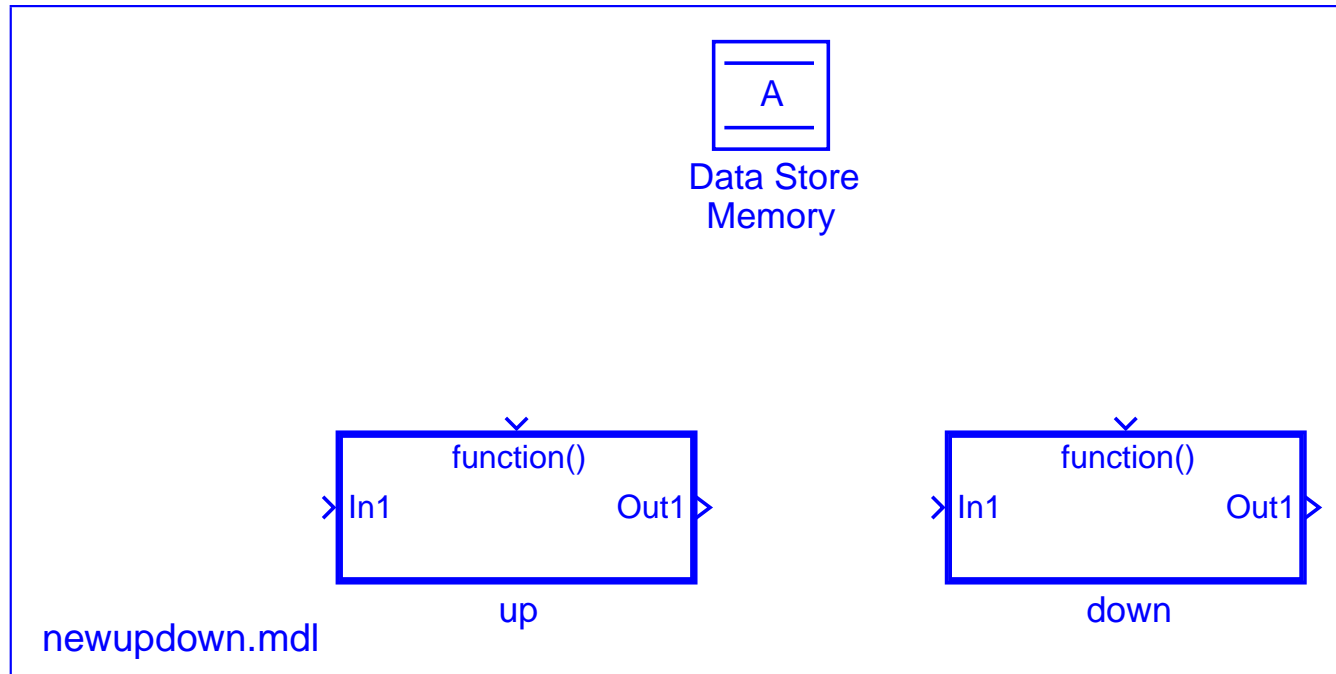 A
Data Store
Memory
function()
In1
Out1
up
function()
In1
Out1
down
newupdown.mdl